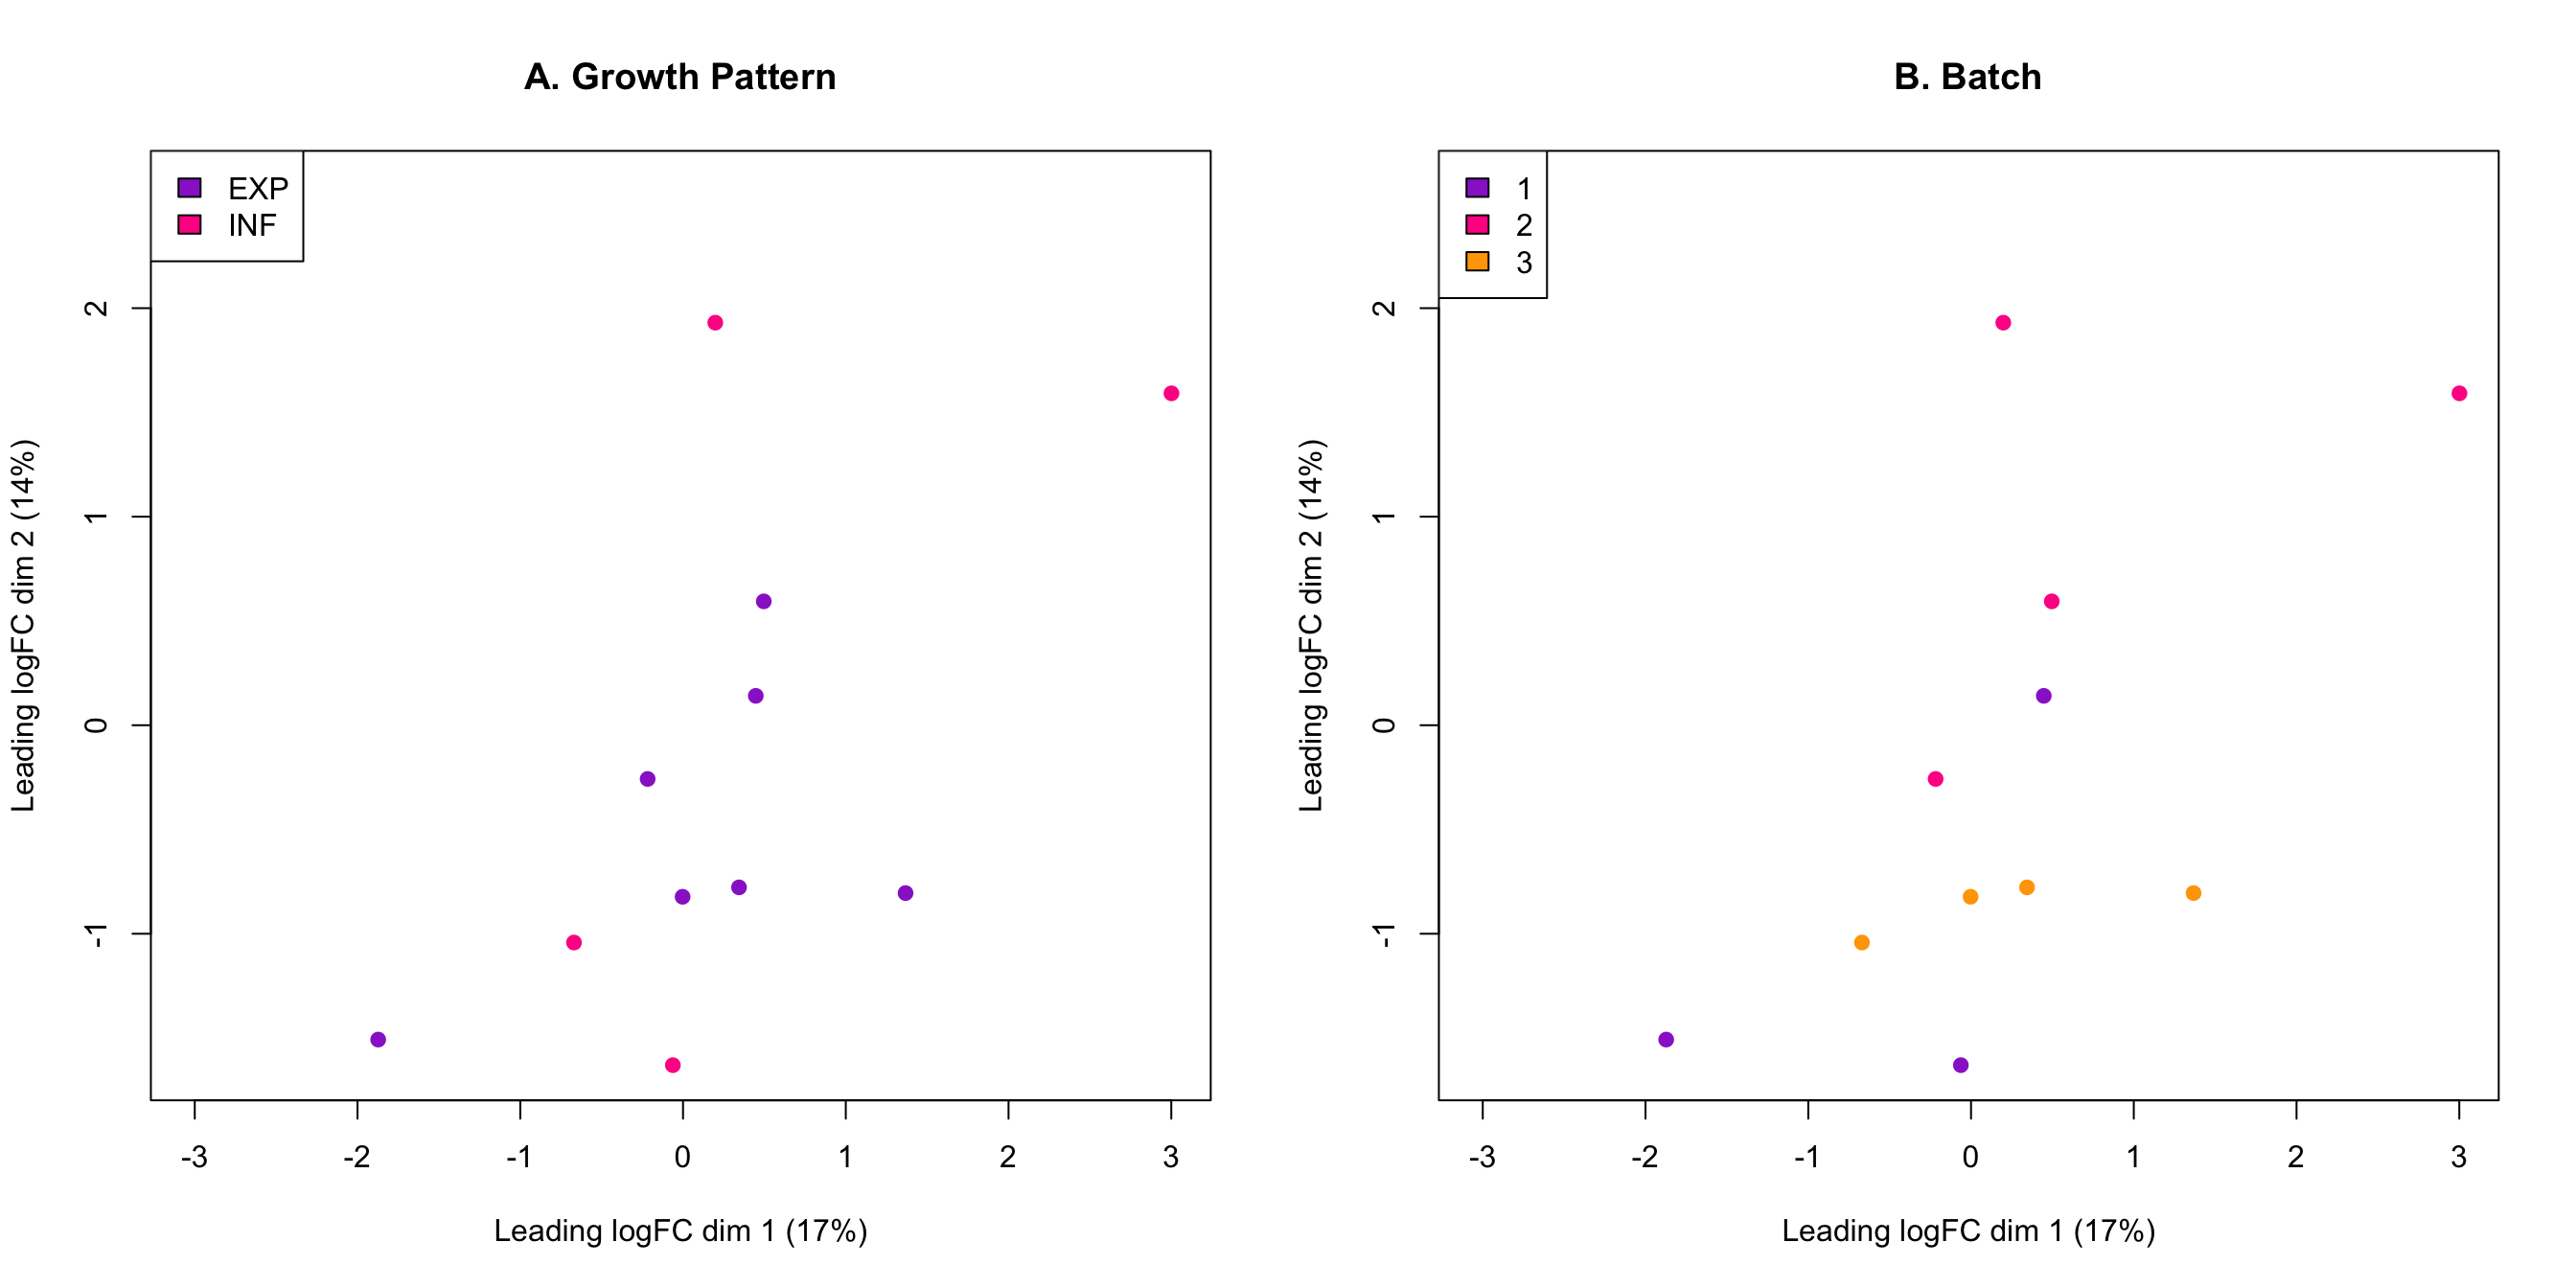 A. Growth Pattern
EXP
INF
2
1
0
-1
Leading logFC dim 2 (14%)
-3 -2 -1 0 1 2 3
Leading logFC dim 1 (17%)
B. Batch
1
2
3
2
1
0
-1
Leading logFC dim 2 (14%)
-3 -2 -1 0 1 2 3
Leading logFC dim 1 (17%)